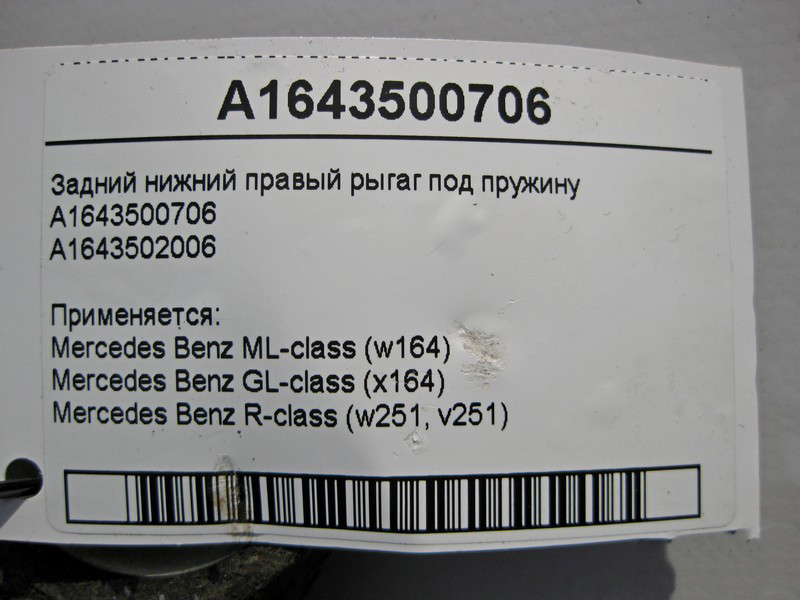 A1643500706
Задний нижний правый рыгаг под пружину
A1643500706
A1643502006
Применяется:
Mercedes Benz ML-class (w164)
Mercedes Benz GL-class (x164)
Mercedes Benz R-class (w251, v251)